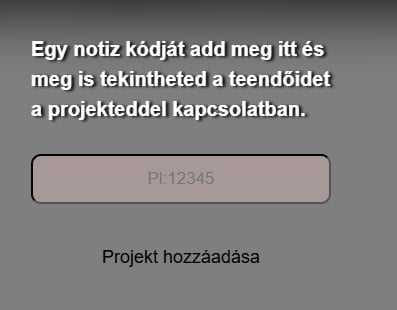 Egy notiz kódját add meg itt és
meg is tekintheted a teendőidet
a projekteddel kapcsolatban.
Pl:12345
Projekt hozzáadása